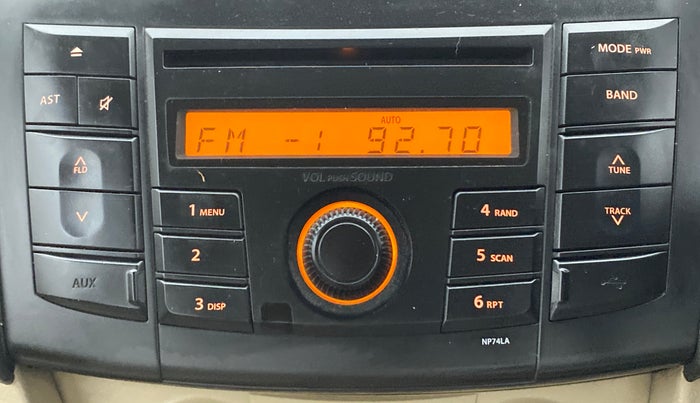 MODE PWR
AST
BAND
AUTO
FM -1 92.70
FLD
TUNE
VOL PUSH SOUND
1 MENU
4 RAND
TRACK
2
5 SCAN
AUX
3 DISP
6 RPT
NP74LA